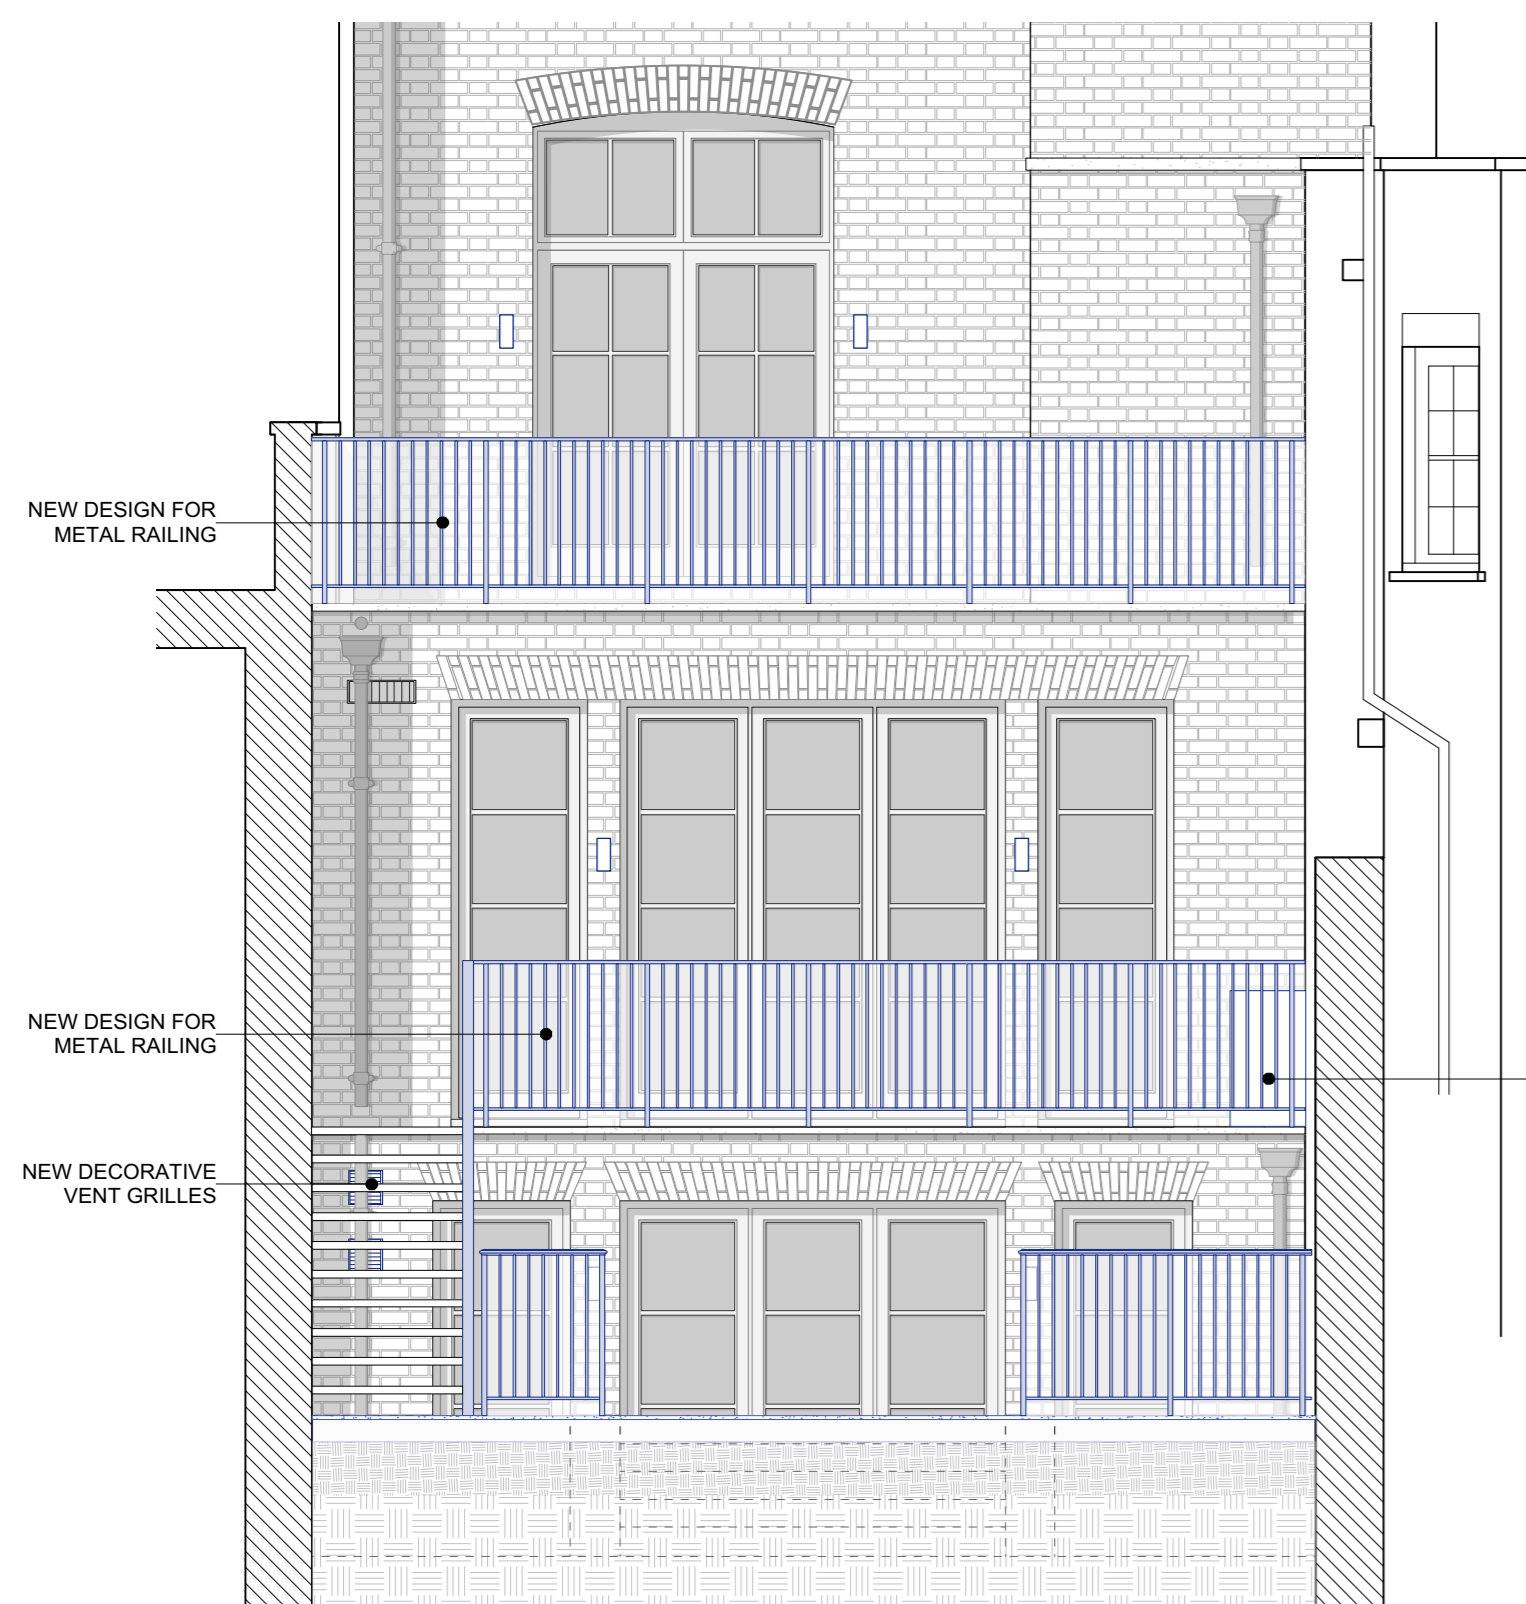 NEW DESIGN FOR
METAL RAILING
NEW DESIGN FOR
METAL RAILING
NEW DECORATIVE
VENT GRILLES